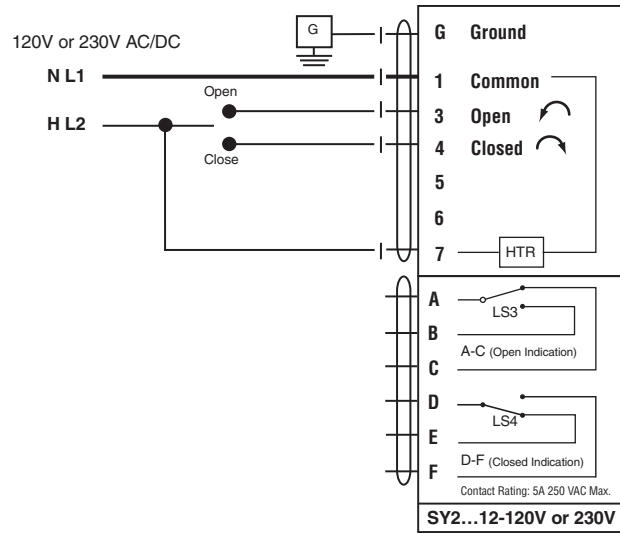 G
G Ground
120V or 230V AC/DC
N L1
1 Common
Open
3 Open
H L2
Close
4 Closed
5
6
7 HTR
A
LS3
B
A-C (Open Indication)
C
D
LS4
E
D-F (Closed Indication)
F
Contact Rating: 5A 250 VAC Max.
SY2...12-120V or 230V